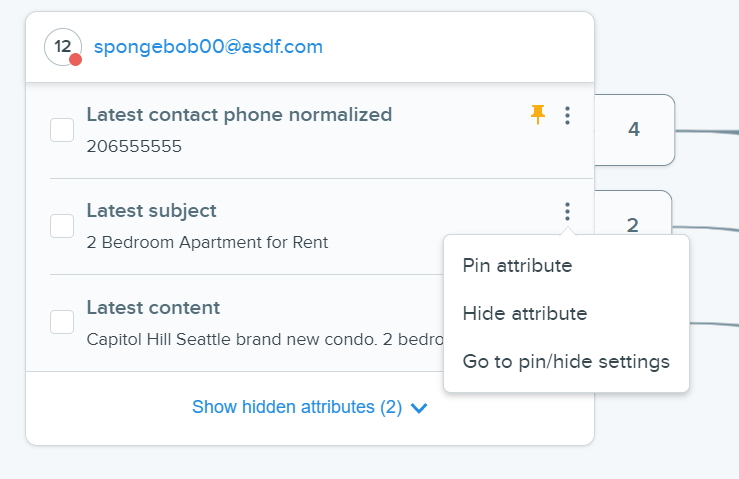 12
spongebob00@asdf.com
Latest contact phone normalized
206555555
4
Latest subject
2 Bedroom Apartment for Rent
2
Pin attribute
Hide attribute
Go to pin/hide settings
Latest content
Capitol Hill Seattle brand new condo. 2 bedro
Show hidden attributes (2)